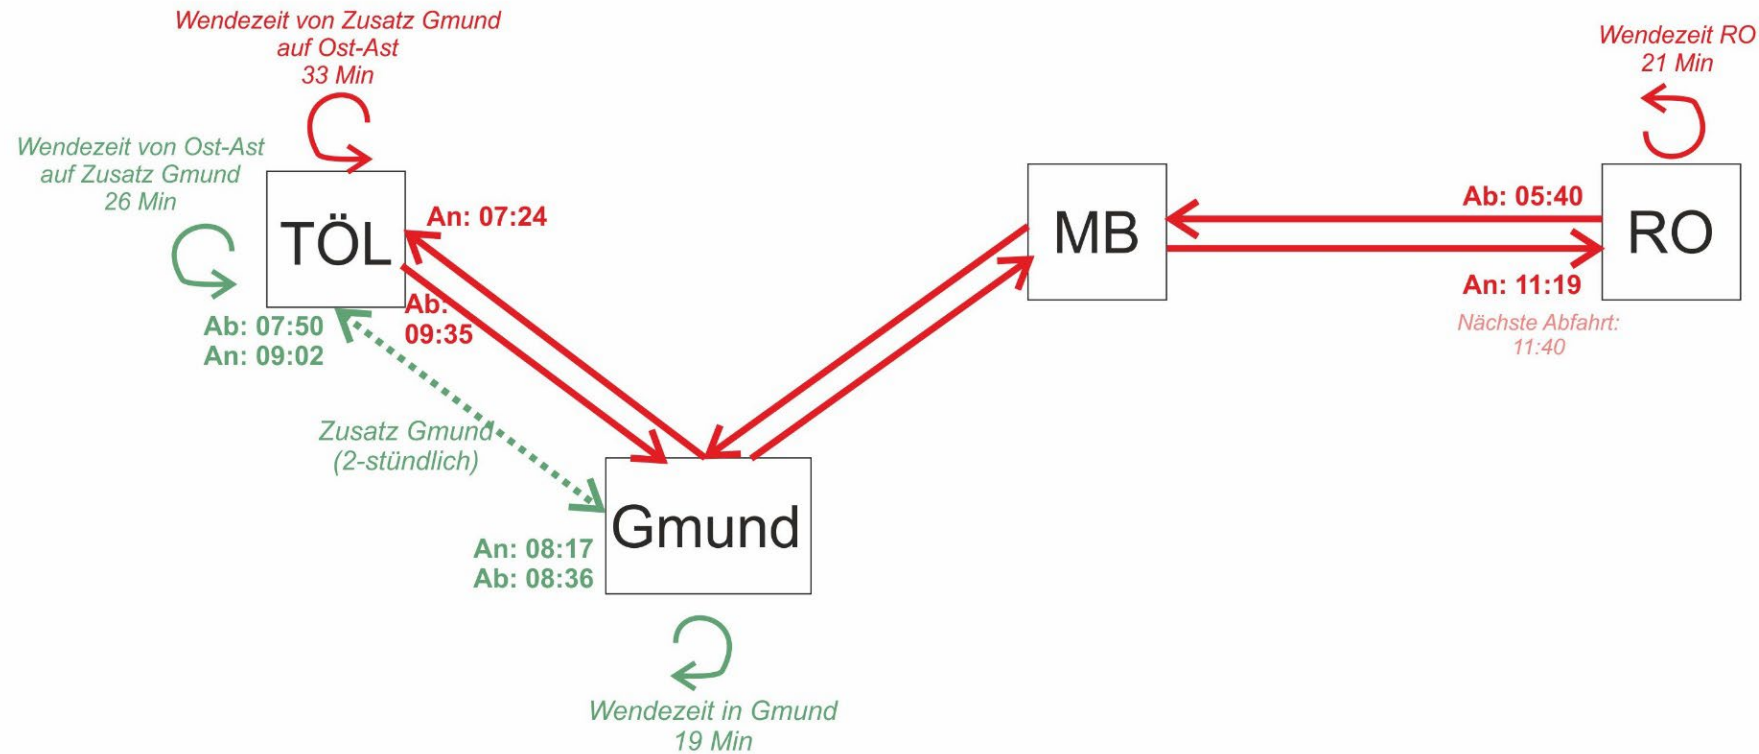 Wendezeit von Zusatz Gmund
auf Ost-Ast
33 Min
Wendezeit RO
21 Min
Wendezeit von Ost-Ast
auf Zusatz Gmund
26 Min
TÖL
An: 07:24
Ab:
09:35
Ab: 07:50
An: 09:02
MB
Ab: 05:40
RO
An: 11:19
Nächste Abfahrt:
11:40
Zusatz Gmund
(2-stündlich)
Gmund
An: 08:17
Ab: 08:36
Wendezeit in Gmund
19 Min